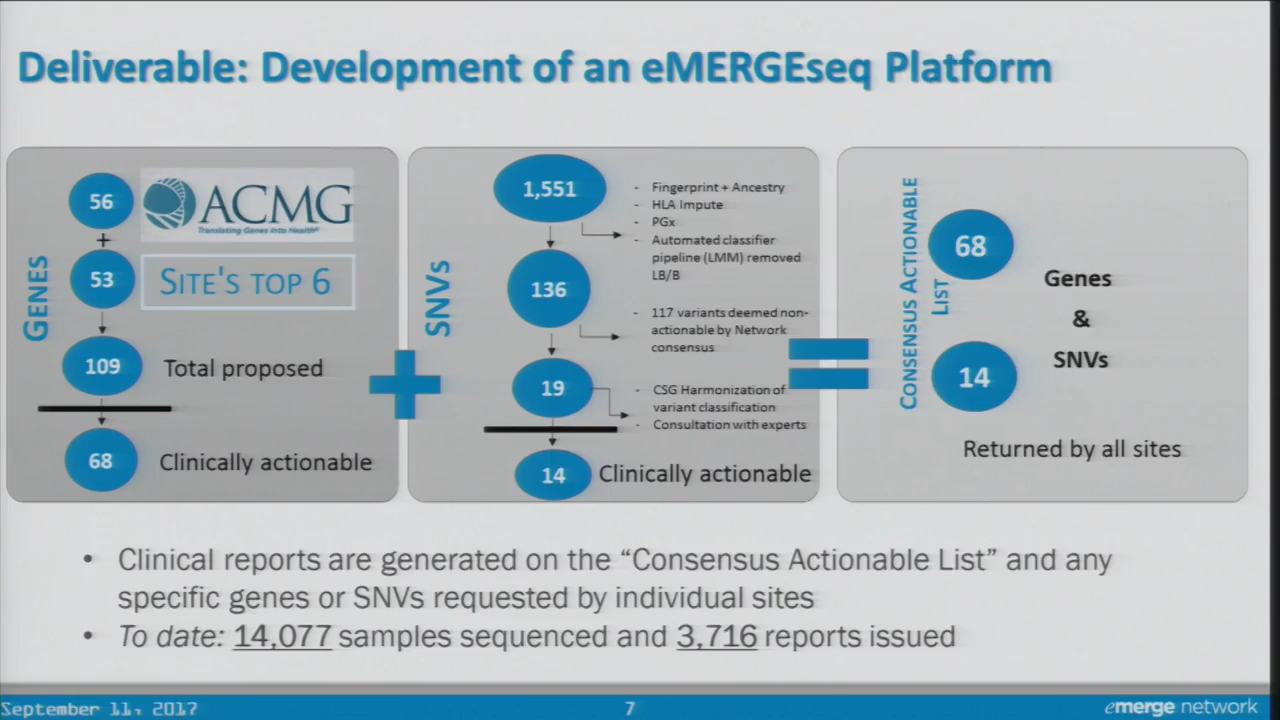 Deliverable: Development of an eMERGEseq Platform
GENES
56
ACMG
Translating Genes Into Health®
+
53
SITE'S TOP 6
109
Total proposed
68
Clinically actionable
SNVs
1,551
- Fingerprint + Ancestry
- HLA Impute
- PGx
- Automated classifier
pipeline (LMM) removed
LB/B
136
- 117 variants deemed non-
actionable by Network
consensus
19
- CSG Harmonization of
variant classification
- Consultation with experts
14
Clinically actionable
CONSENSUS ACTIONABLE
LIST
68
Genes
&
SNVs
14
Returned by all sites
• Clinical reports are generated on the “Consensus Actionable List” and any
specific genes or SNVs requested by individual sites
• To date: 14,077 samples sequenced and 3,716 reports issued
September 11, 2017
7
emerge network